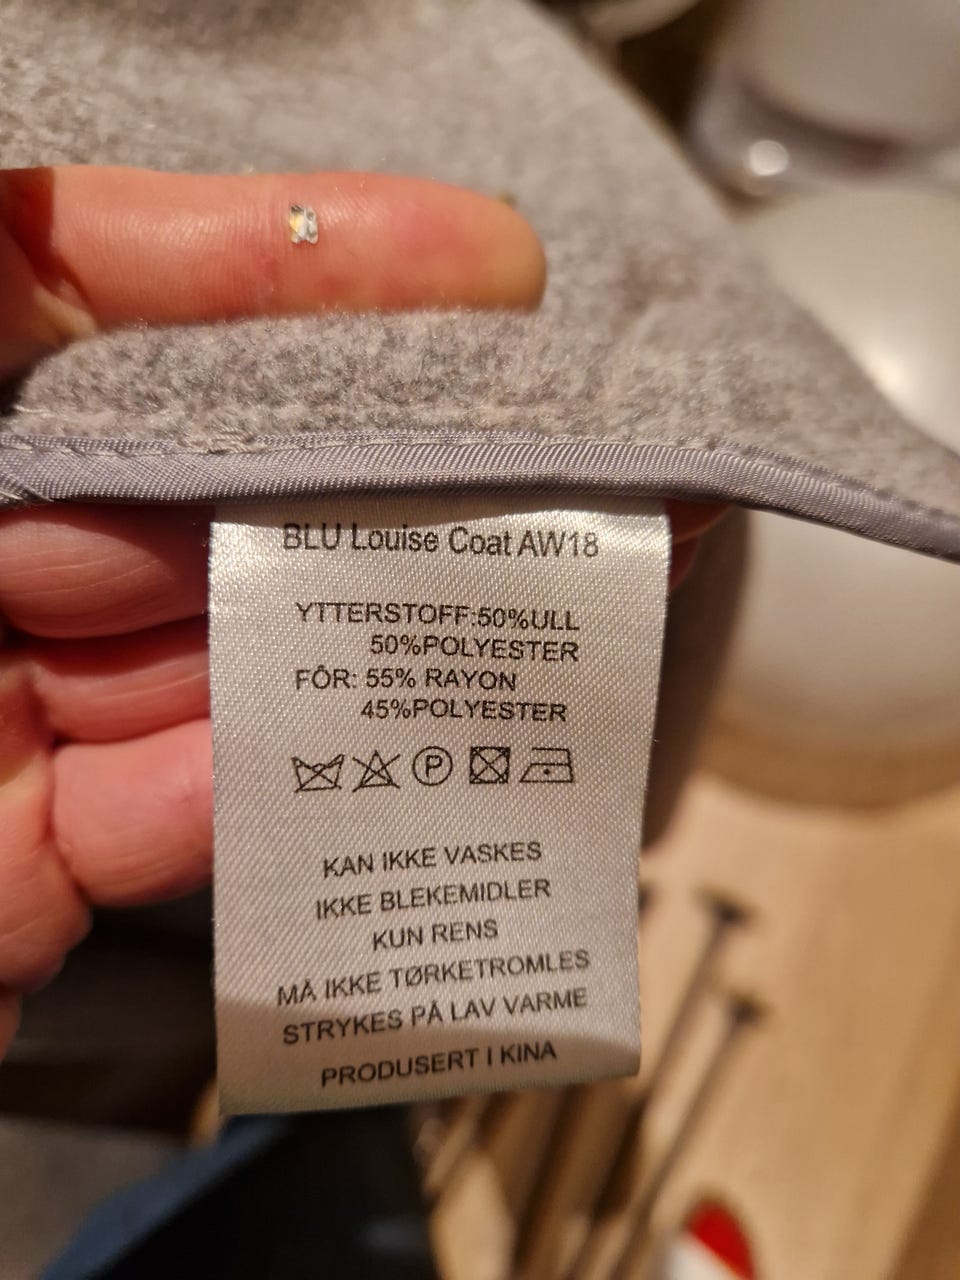 BLU Louise Coat AW18
YTTERSTOFF:50%ULL
50%POLYESTER
FÔR: 55% RAYON
45%POLYESTER
P
KAN IKKE VASKES
IKKE BLEKEMIDLER
KUN RENS
MÅ IKKE TØRKETROMLES
STRYKES PÅ LAV VARME
PRODUSERT I KINA